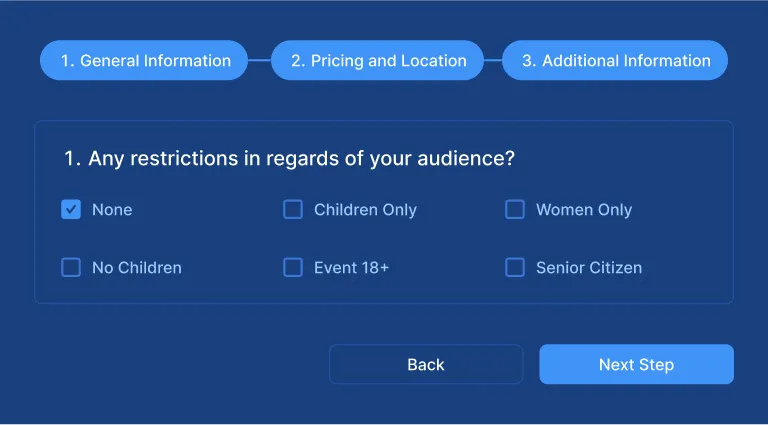 1. General Information 2. Pricing and Location 3. Additional Information
1. Any restrictions in regards of your audience?
None Children Only Women Only
No Children Event 18+ Senior Citizen
Back Next Step